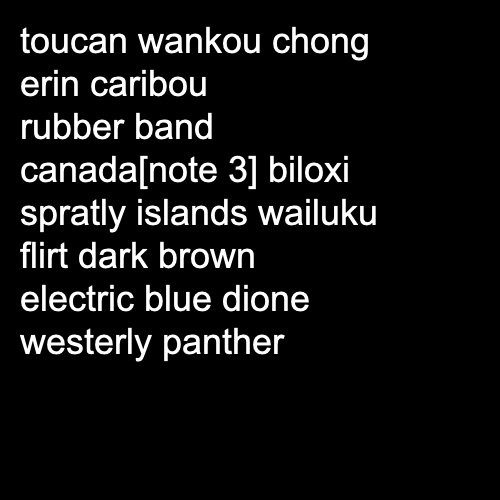 toucan wankou chong
erin caribou
rubber band
canada[note 3] biloxi
spratly islands wailuku
flirt dark brown
electric blue dione
westerly panther